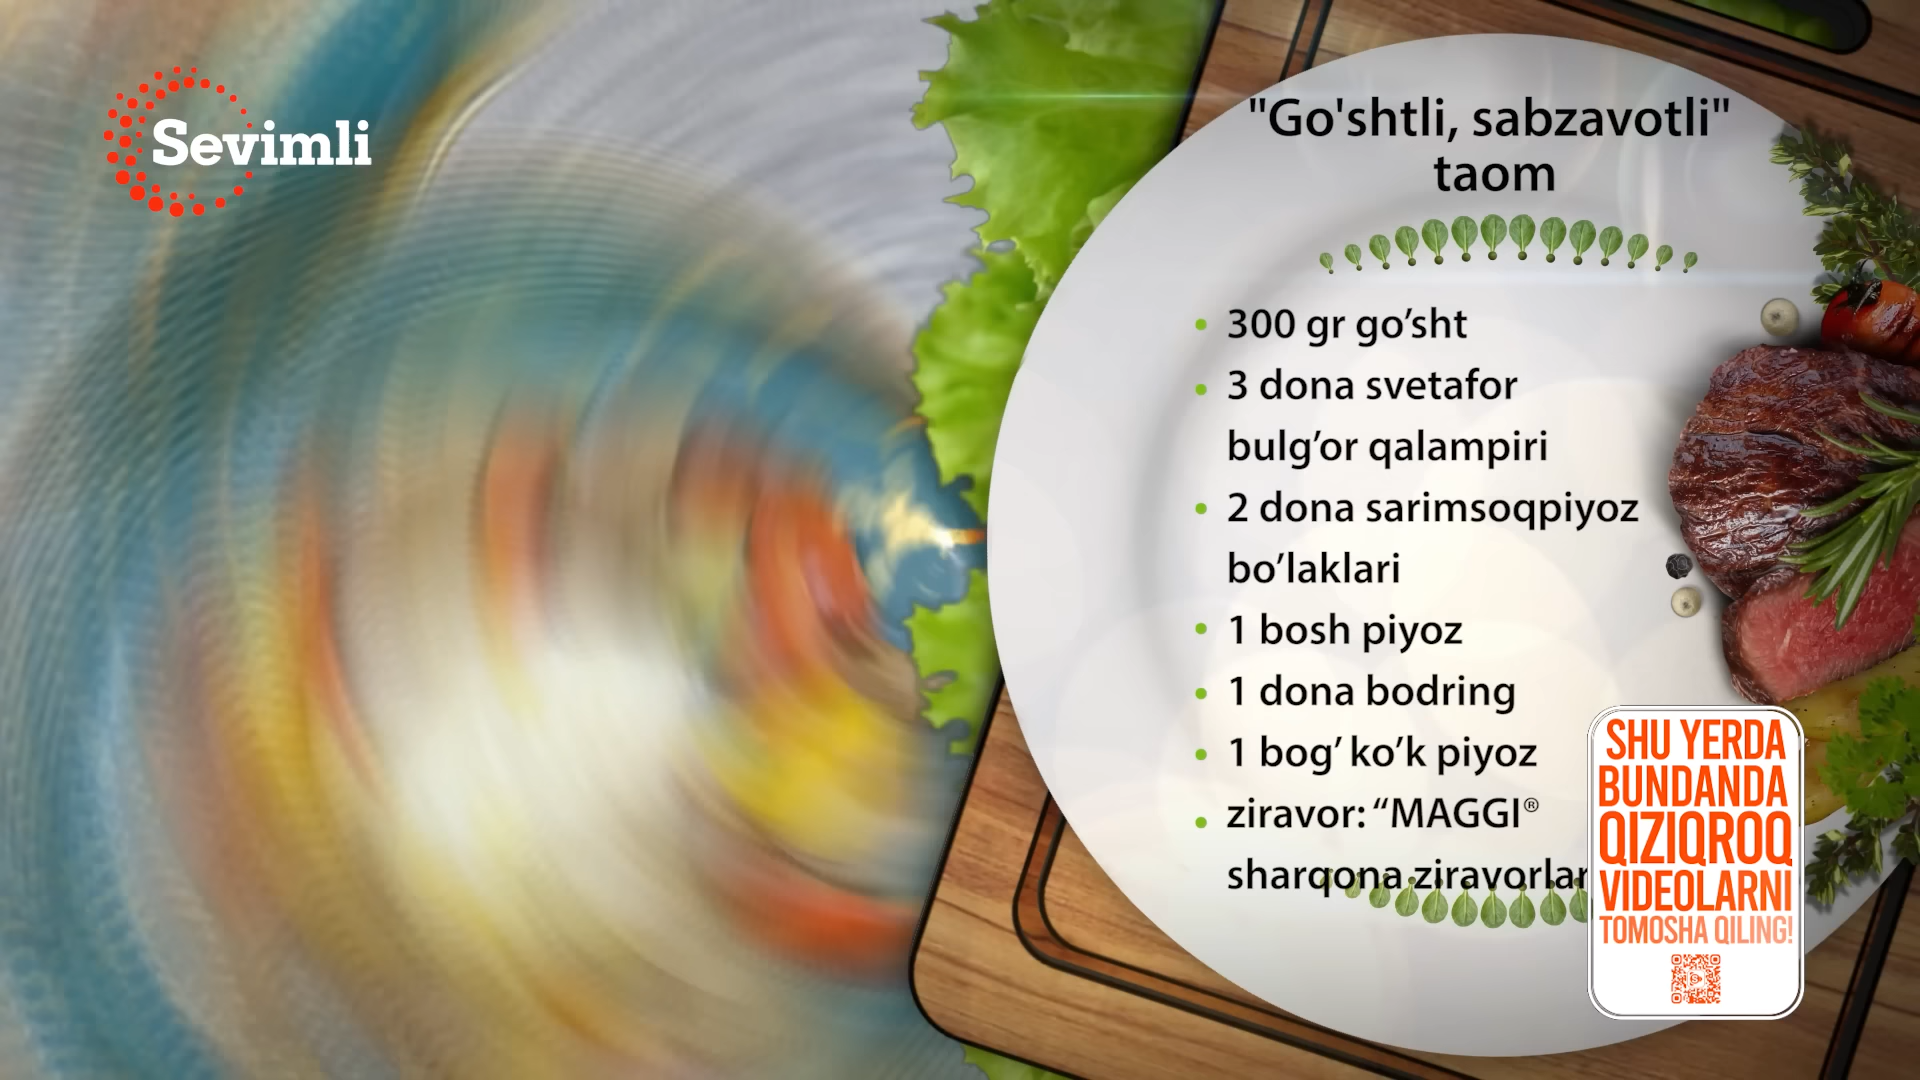 Sevimli
"Go'shtli, sabzavotli"
taom
300 gr go’sht
3 dona svetafor
bulg’or qalampiri
2 dona sarimsoqpiyoz
bo’laklari
1 bosh piyoz
1 dona bodring
1 bog’ ko’k piyoz
ziravor: “MAGGI®
sharqona ziravorlar
SHU YERDA
BUNDANDA
QIZIQROQ
VIDEOLARNI
TOMOSHA QILING!